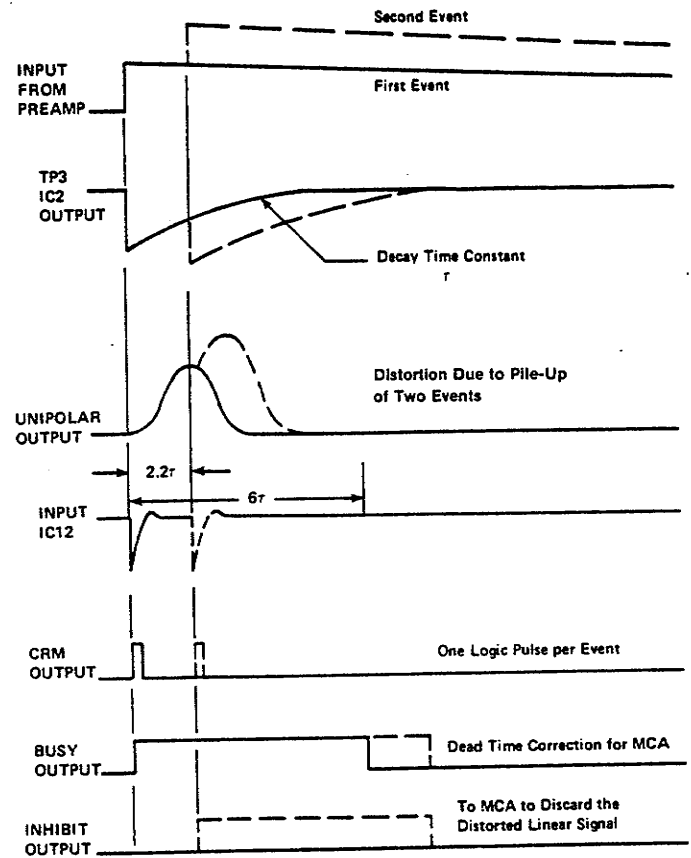 Second Event
INPUT
FROM
PREAMP
First Event
TP3
IC2
OUTPUT
Decay Time Constant
τ
Distortion Due to Pile-Up
of Two Events
UNIPOLAR
OUTPUT
2.2τ
6τ
INPUT
IC12
CRM
OUTPUT
One Logic Pulse per Event
BUSY
OUTPUT
Dead Time Correction for MCA
INHIBIT
OUTPUT
To MCA to Discard the
Distorted Linear Signal